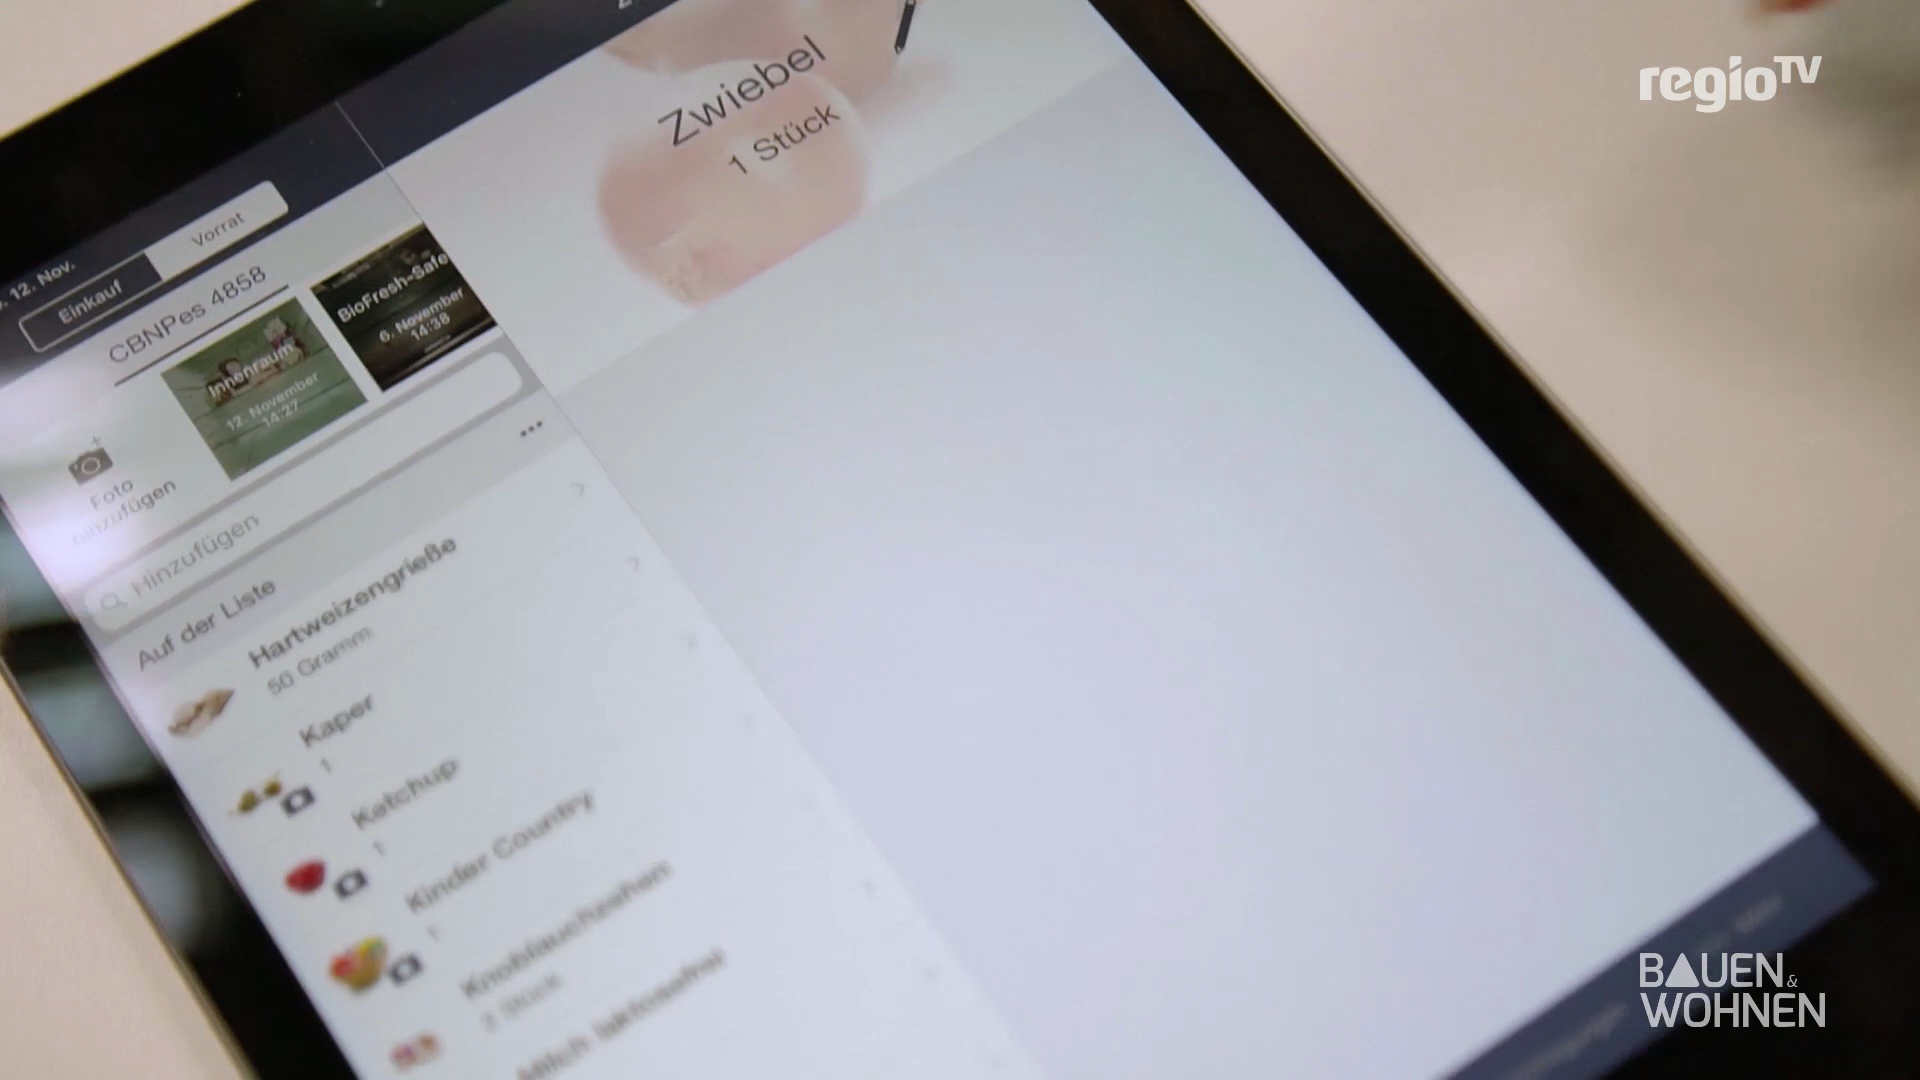 regioTV
Zwiebel
1 Stück
12. Nov.
Einkauf
Vorrat
CBNPes 4858
Innenraum
12. November
14:27
BioFresh-Safe
6. November
14:38
Foto
hinzufügen
Hinzufügen
Auf der Liste
Hartweizengrieße
50 Gramm
Kaper
1
Ketchup
1
Kinder Country
1
Knoblauchzehen
2 Stück
Milch laktosefrei
BAUEN &
WOHNEN